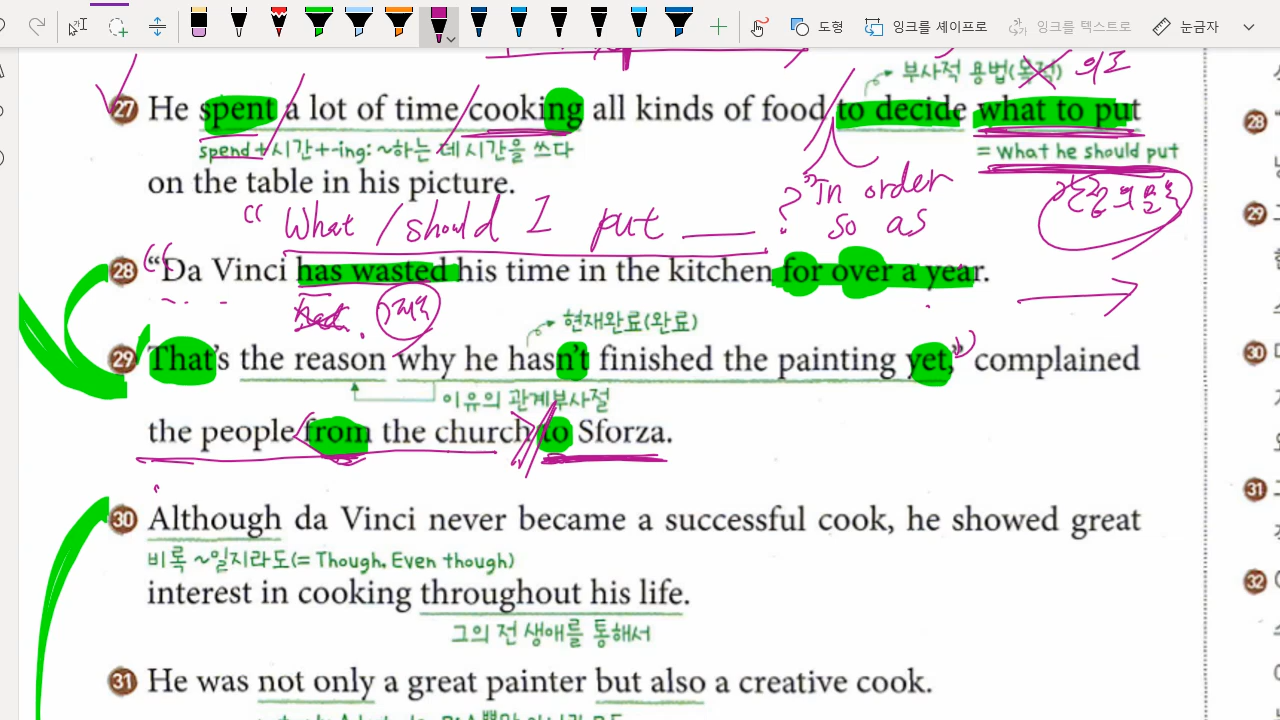 도형 잉크를 셰이프로 잉크를 텍스트로 눈금자
부사적 용법(목적) 의도
27 He spent a lot of time cooking all kinds of food to decide what to put
spend + 시간 + -ing: ~하는 데 시간을 쓰다
= what he should put
on the table in his picture.
In order
so as
“ What / should I put ?
28 “Da Vinci has wasted his time in the kitchen for over a year.
28
29
현재완료(완료)
29 That's the reason why he hasn't finished the painting yet,” complained
30
이유의 관계부사절
the people from the church to Sforza.
31
30 Although da Vinci never became a successful cook, he showed great
비록 ~일지라도(= Though, Even though)
interest in cooking throughout his life.
32
그의 전 생애를 통해서
31 He was not only a great painter but also a creative cook.